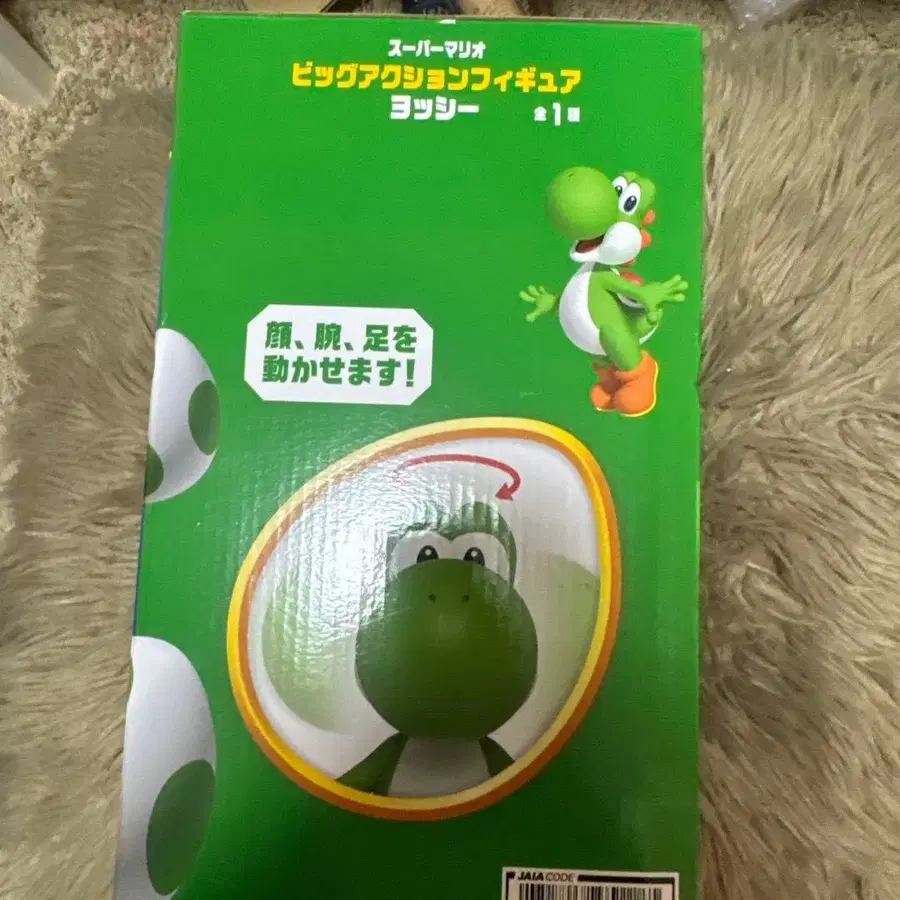 スーパーマリオ
ビッグアクションフィギュア
ヨッシー 全1種
顔、腕、足を
動かせます!
JAIA CODE